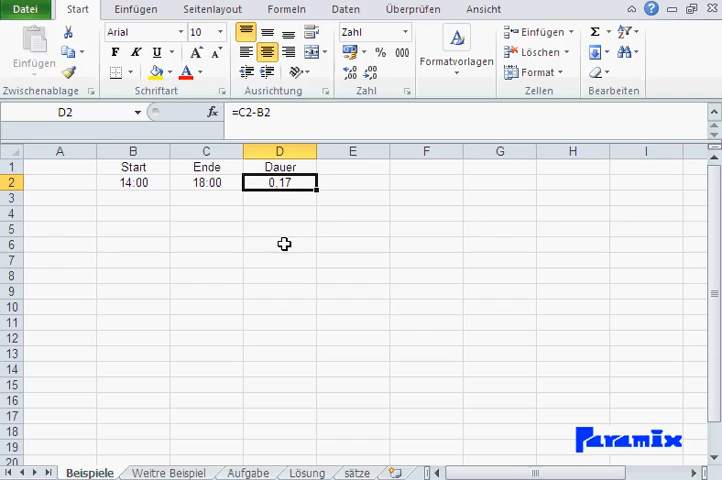 Datei Start Einfügen Seitenlayout Formeln Daten Überprüfen Ansicht
Einfügen Arial 10 Zahl Formatvorlagen Einfügen
F K U % 000 Löschen
A A Format
Zwischenablage Schriftart Ausrichtung Zahl Zellen Bearbeiten
D2 fx =C2-B2
A B C D E F G H I
1 Start Ende Dauer
2 14:00 18:00 0,17
3
4
5
6
7
8
9
10
11
12
13
14
15
16
17
18
19
20
Paramix
Beispiele Weitre Beispiel Aufgabe Lösung sätze